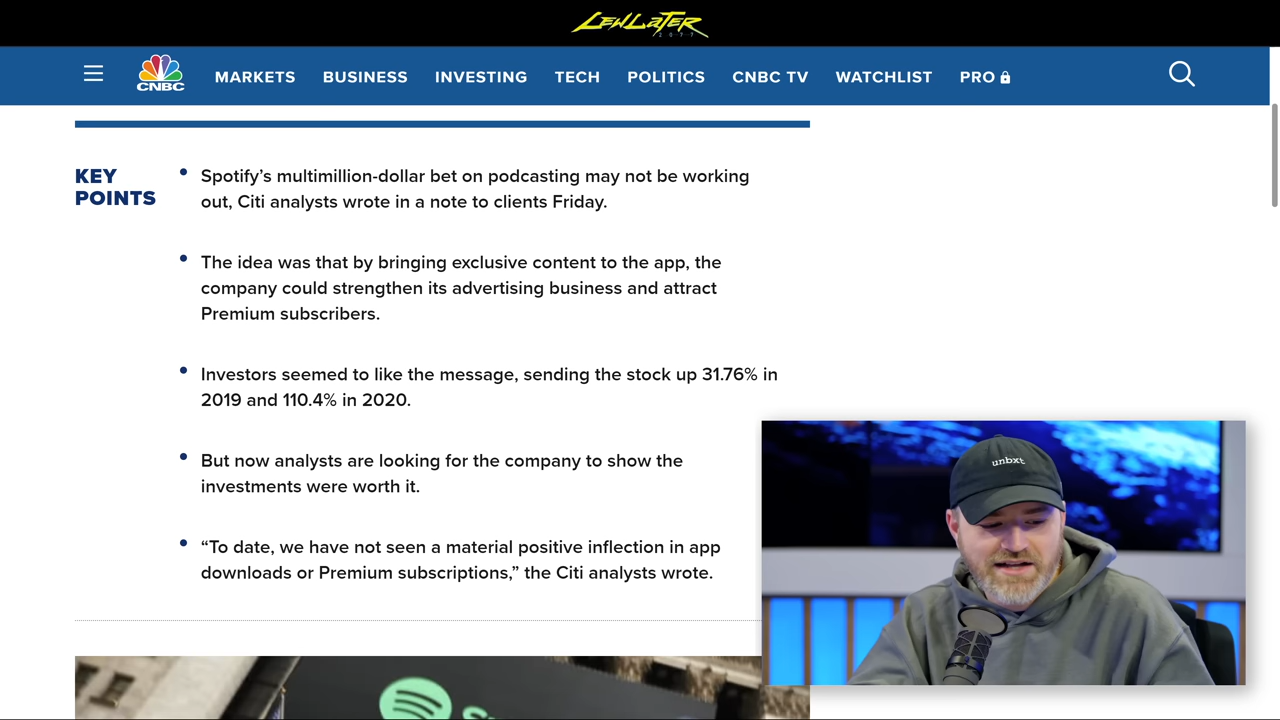 LEWLATER
2077
CNBC
MARKETS
BUSINESS
INVESTING
TECH
POLITICS
CNBC TV
WATCHLIST
PRO
KEY
POINTS
Spotify’s multimillion-dollar bet on podcasting may not be working
out, Citi analysts wrote in a note to clients Friday.
The idea was that by bringing exclusive content to the app, the
company could strengthen its advertising business and attract
Premium subscribers.
Investors seemed to like the message, sending the stock up 31.76% in
2019 and 110.4% in 2020.
But now analysts are looking for the company to show the
investments were worth it.
“To date, we have not seen a material positive inflection in app
downloads or Premium subscriptions,” the Citi analysts wrote.
unbxt